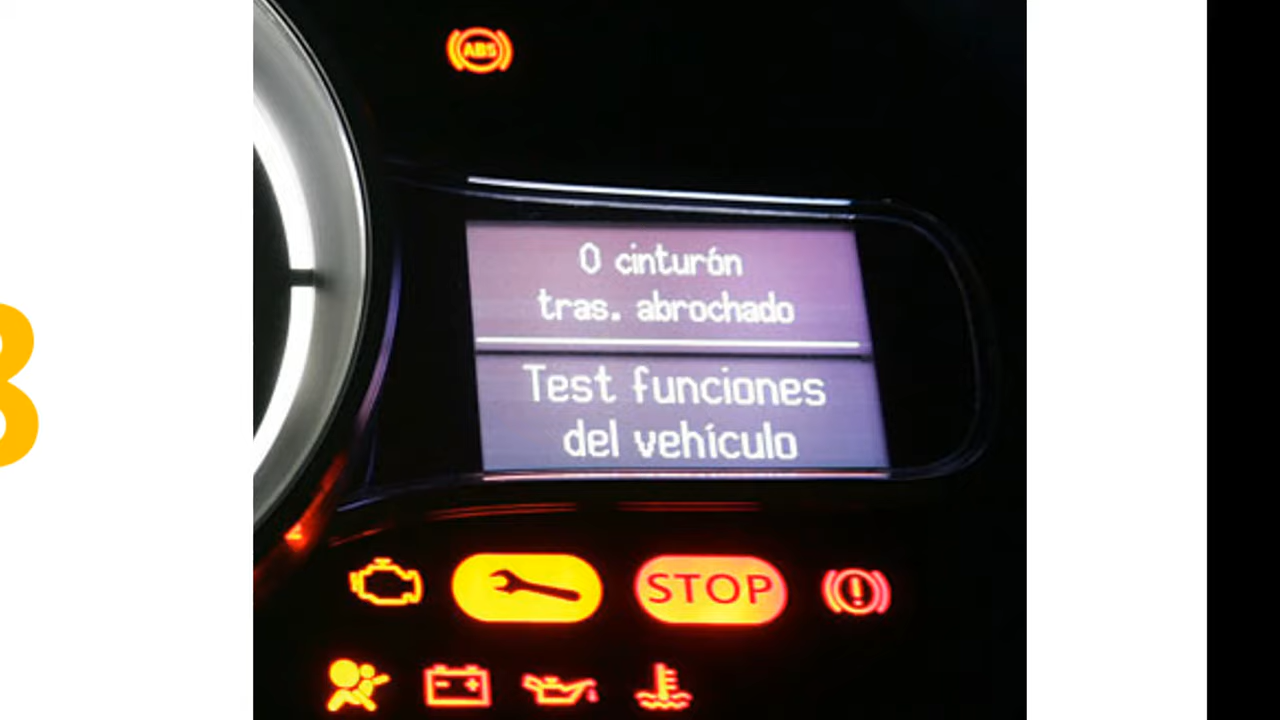 ABS
0 cinturón
tras. abrochado
Test funciones
del vehículo
STOP